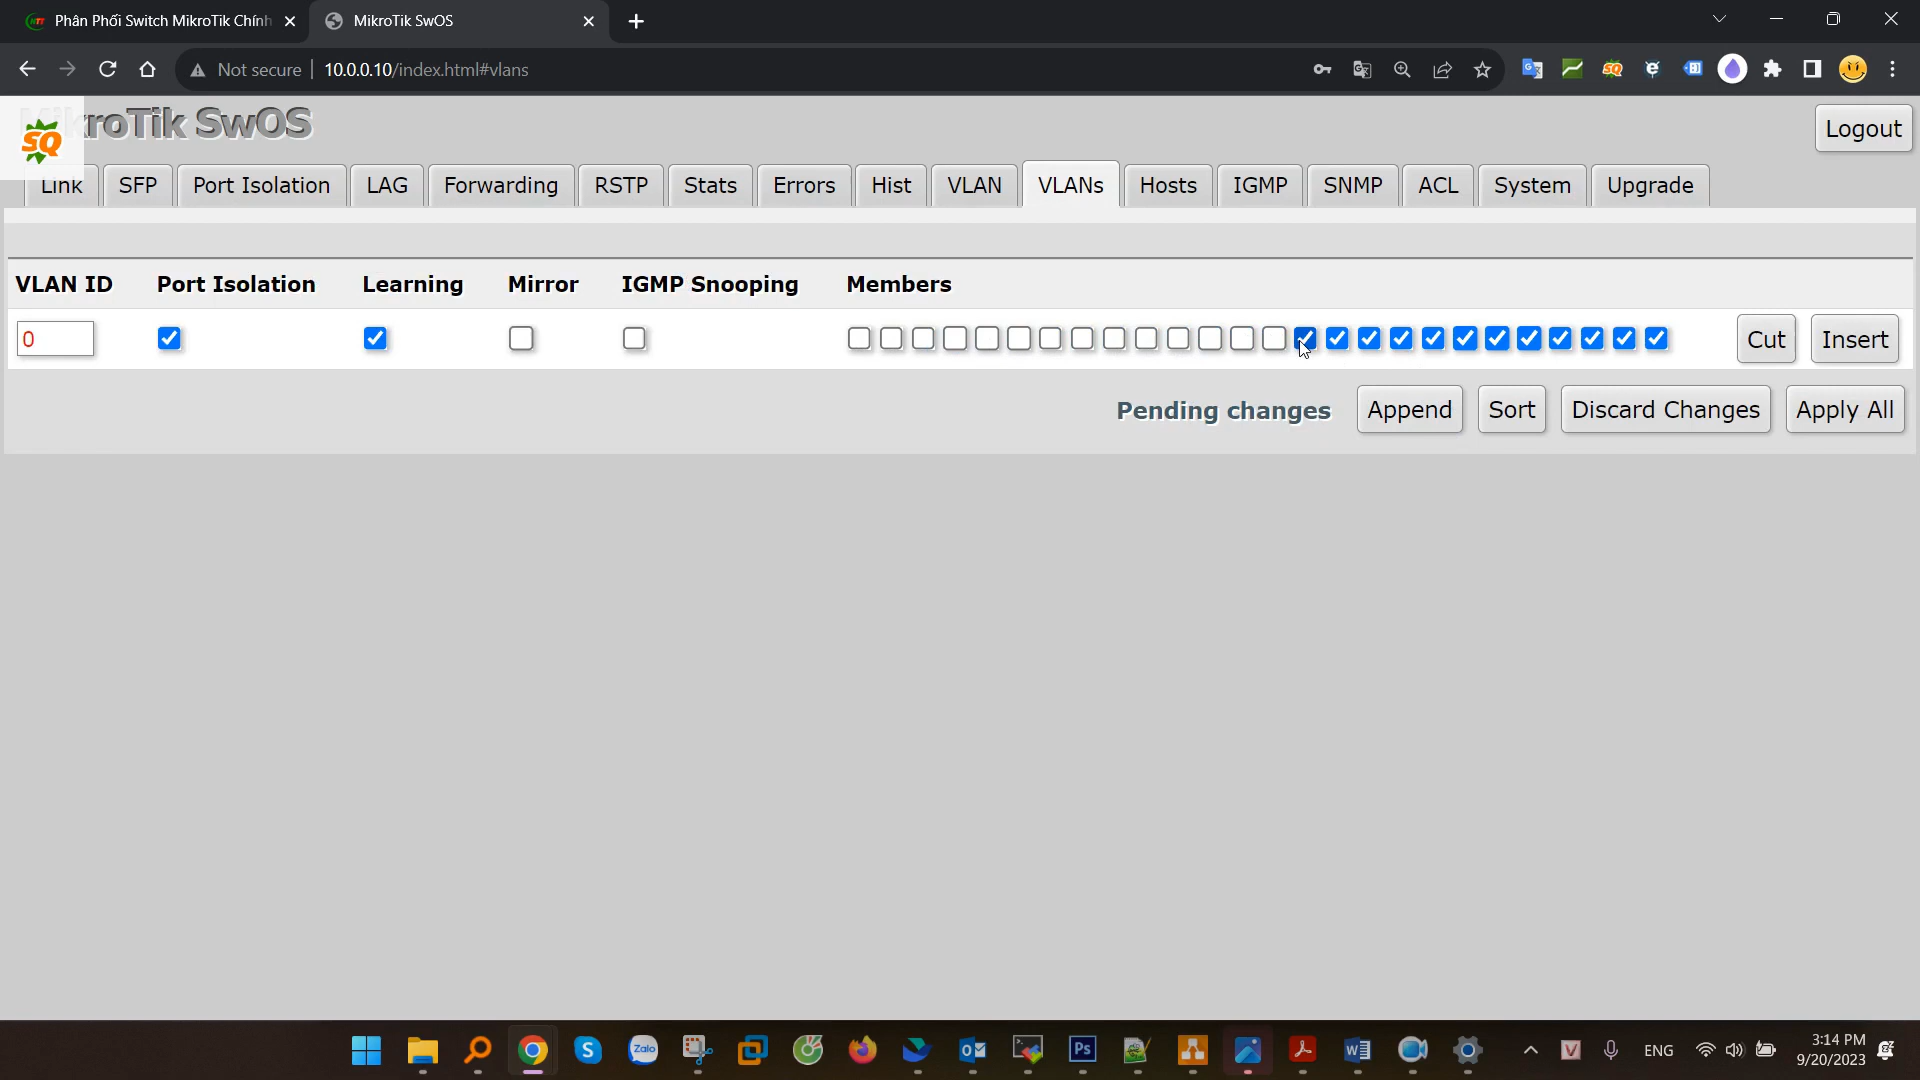 Phân Phối Switch MikroTik Chính
MikroTik SwOS
Not secure
10.0.0.10/index.html#vlans
kroTik SwOS
SQ
Logout
Link
SFP
Port Isolation
LAG
Forwarding
RSTP
Stats
Errors
Hist
VLAN
VLANs
Hosts
IGMP
SNMP
ACL
System
Upgrade
VLAN ID
Port Isolation
Learning
Mirror
IGMP Snooping
Members
0
Cut
Insert
Pending changes
Append
Sort
Discard Changes
Apply All
Zalo
Ps
ENG
3:14 PM
9/20/2023